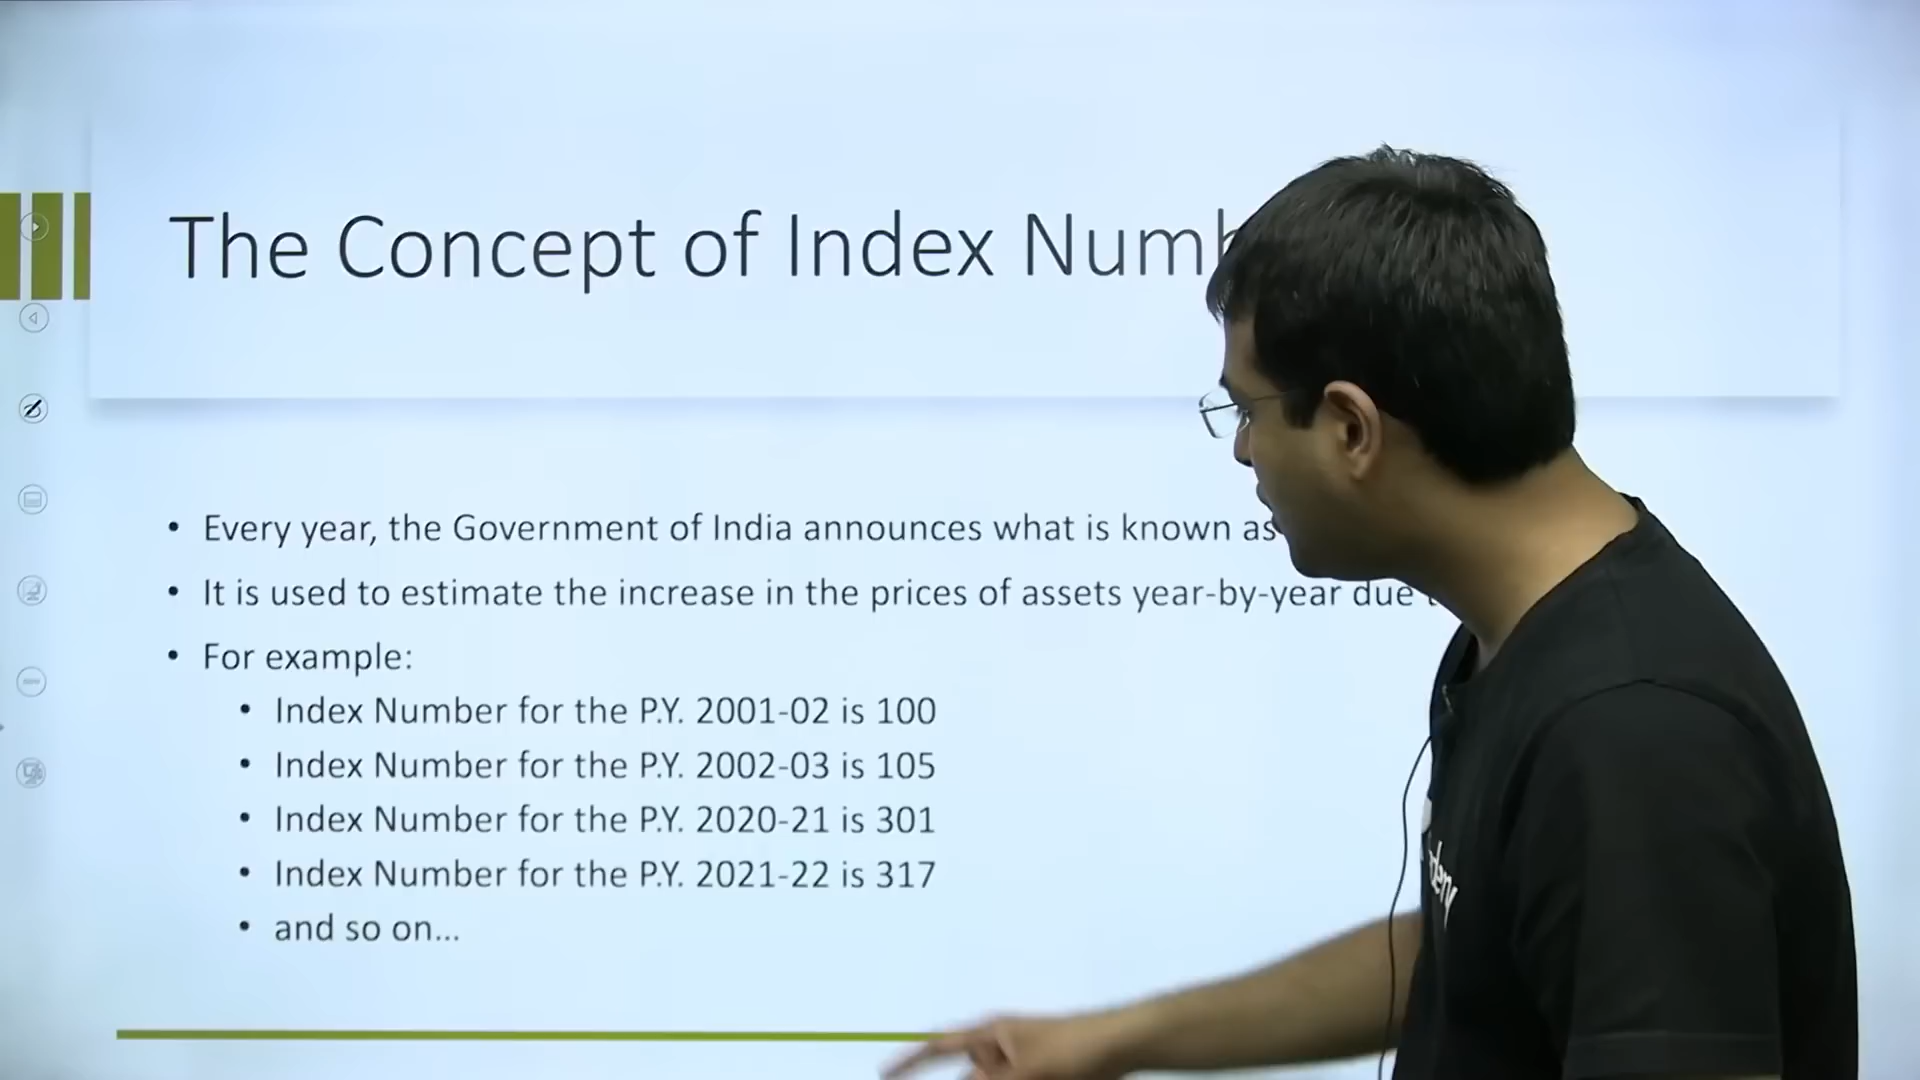 The Concept of Index
• Every year, the Government of India announces what is known as
• It is used to estimate the increase in the prices of assets year-by-year due
• For example:
• Index Number for the P.Y. 2001-02 is 100
• Index Number for the P.Y. 2002-03 is 105
• Index Number for the P.Y. 2020-21 is 301
• Index Number for the P.Y. 2021-22 is 317
• and so on...